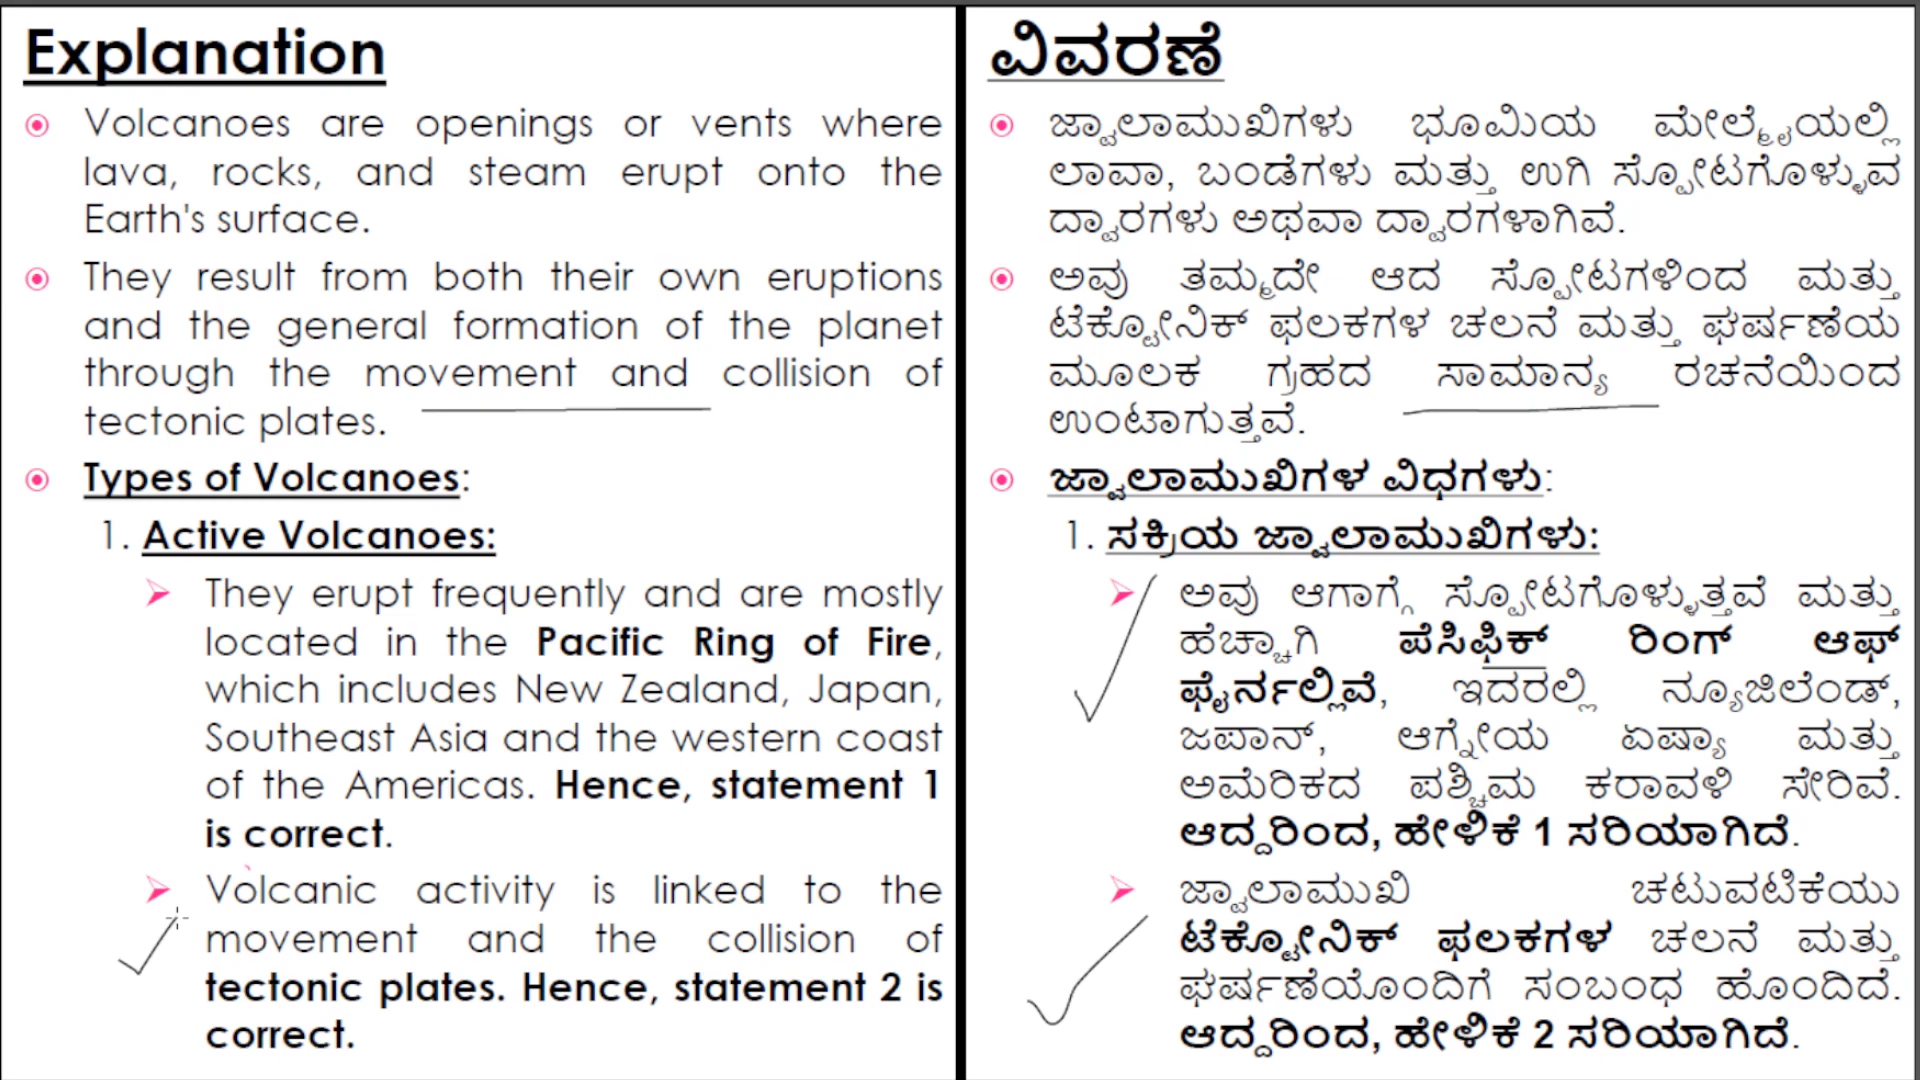 Explanation
Volcanoes are openings or vents where
lava, rocks, and steam erupt onto the
Earth's surface.
They result from both their own eruptions
and the general formation of the planet
through the movement and collision of
tectonic plates.
Types of Volcanoes:
1. Active Volcanoes:
They erupt frequently and are mostly
located in the Pacific Ring of Fire,
which includes New Zealand, Japan,
Southeast Asia and the western coast
of the Americas. Hence, statement 1
is correct.
Volcanic activity is linked to the
movement and the collision of
tectonic plates. Hence, statement 2 is
correct.
ವಿವರಣೆ
ಜ್ವಾಲಾಮುಖಿಗಳು ಭೂಮಿಯ ಮೇಲ್ಮೈಯಲ್ಲಿ
ಲಾವಾ, ಬಂಡೆಗಳು ಮತ್ತು ಉಗಿ ಸ್ಫೋಟಗೊಳ್ಳುವ
ದ್ವಾರಗಳು ಅಥವಾ ದ್ವಾರಗಳಾಗಿವೆ.
ಅವು ತಮ್ಮದೇ ಆದ ಸ್ಫೋಟಗಳಿಂದ ಮತ್ತು
ಟೆಕ್ಟೋನಿಕ್ ಫಲಕಗಳ ಚಲನೆ ಮತ್ತು ಘರ್ಷಣೆಯ
ಮೂಲಕ ಗ್ರಹದ ಸಾಮಾನ್ಯ ರಚನೆಯಿಂದ
ಉಂಟಾಗುತ್ತವೆ.
ಜ್ವಾಲಾಮುಖಿಗಳ ವಿಧಗಳು:
1. ಸಕ್ರಿಯ ಜ್ವಾಲಾಮುಖಿಗಳು:
ಅವು ಆಗಾಗ್ಗೆ ಸ್ಫೋಟಗೊಳ್ಳುತ್ತವೆ ಮತ್ತು
ಹೆಚ್ಚಾಗಿ ಪೆಸಿಫಿಕ್ ರಿಂಗ್ ಆಫ್
ಫೈರ್ನಲ್ಲಿವೆ, ಇದರಲ್ಲಿ ನ್ಯೂಜಿಲೆಂಡ್,
ಜಪಾನ್, ಆಗ್ನೇಯ ಏಷ್ಯಾ ಮತ್ತು
ಅಮೆರಿಕದ ಪಶ್ಚಿಮ ಕರಾವಳಿ ಸೇರಿವೆ.
ಆದ್ದರಿಂದ, ಹೇಳಿಕೆ 1 ಸರಿಯಾಗಿದೆ.
ಜ್ವಾಲಾಮುಖಿ ಚಟುವಟಿಕೆಯು
ಟೆಕ್ಟೋನಿಕ್ ಫಲಕಗಳ ಚಲನೆ ಮತ್ತು
ಘರ್ಷಣೆಯೊಂದಿಗೆ ಸಂಬಂಧ ಹೊಂದಿದೆ.
ಆದ್ದರಿಂದ, ಹೇಳಿಕೆ 2 ಸರಿಯಾಗಿದೆ.